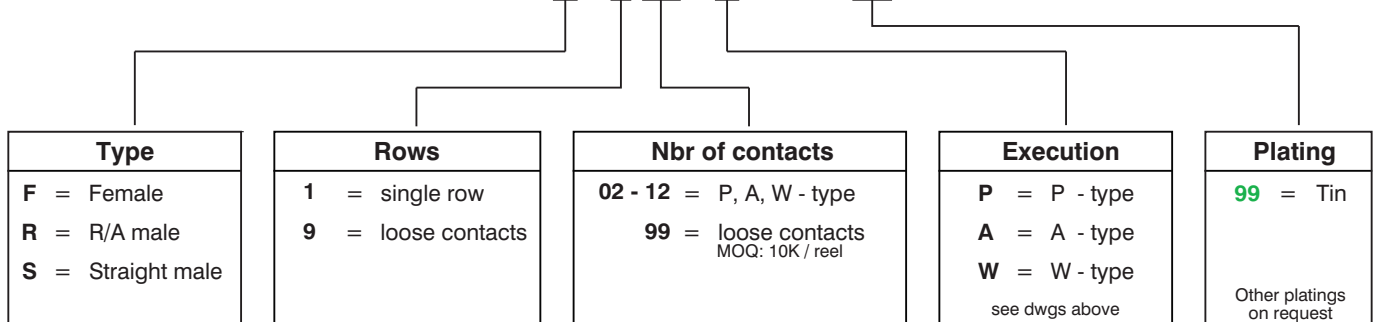 Type
F = Female
R = R/A male
S = Straight male
Rows
1 = single row
9 = loose contacts
Nbr of contacts
02 - 12 = P, A, W - type
99 = loose contacts
MOQ: 10K / reel
Execution
P = P - type
A = A - type
W = W - type
see dwgs above
Plating
99 = Tin
Other platings
on request